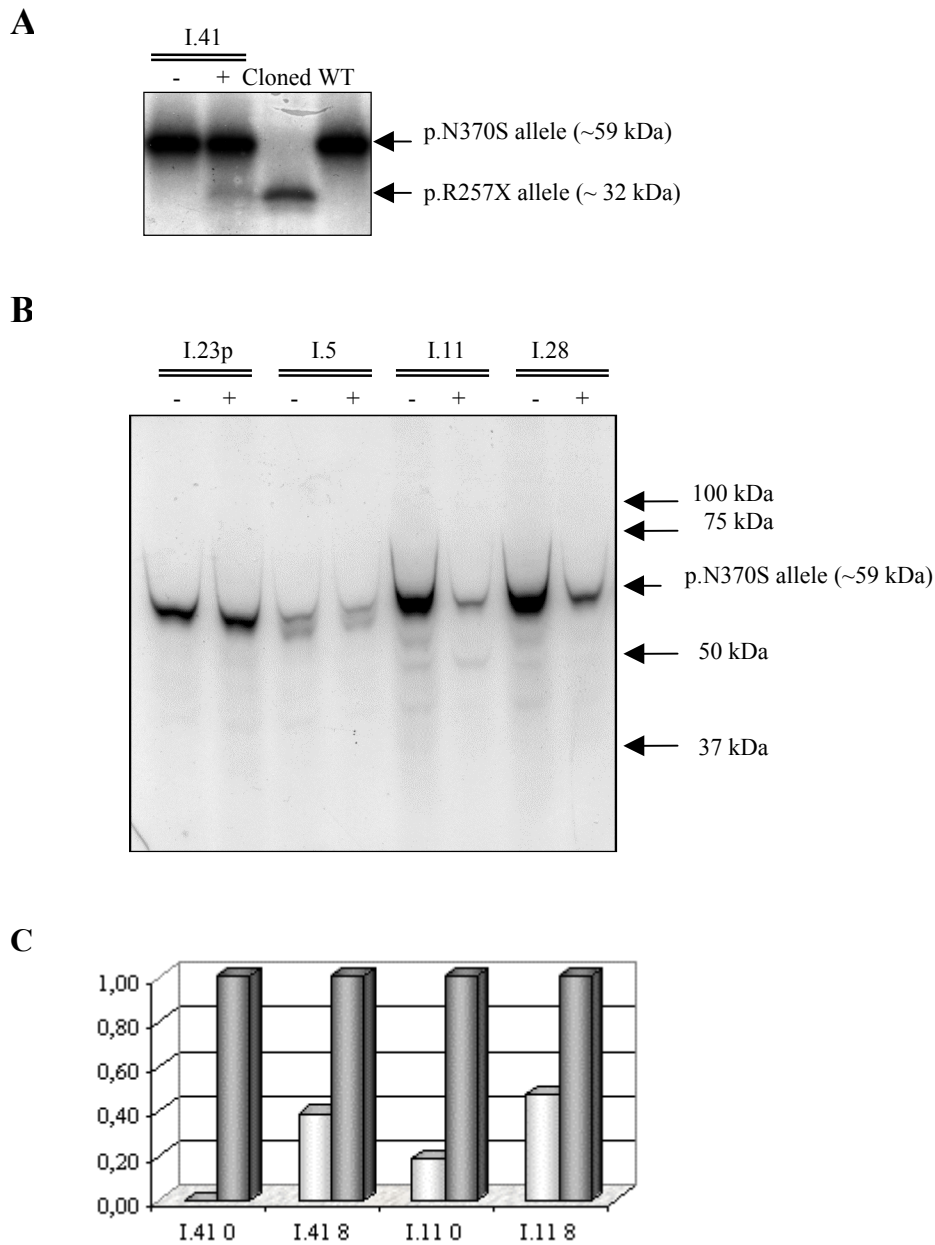 A
I.41
- + Cloned WT
p.N370S allele (~59 kDa)
p.R257X allele (~ 32 kDa)
B
I.23p I.5 I.11 I.28
- + - + - + - +
100 kDa
75 kDa
p.N370S allele (~59 kDa)
50 kDa
37 kDa
C
1,00
0,80
0,60
0,40
0,20
0,00
I.41 0 I.41 8 I.11 0 I.11 8